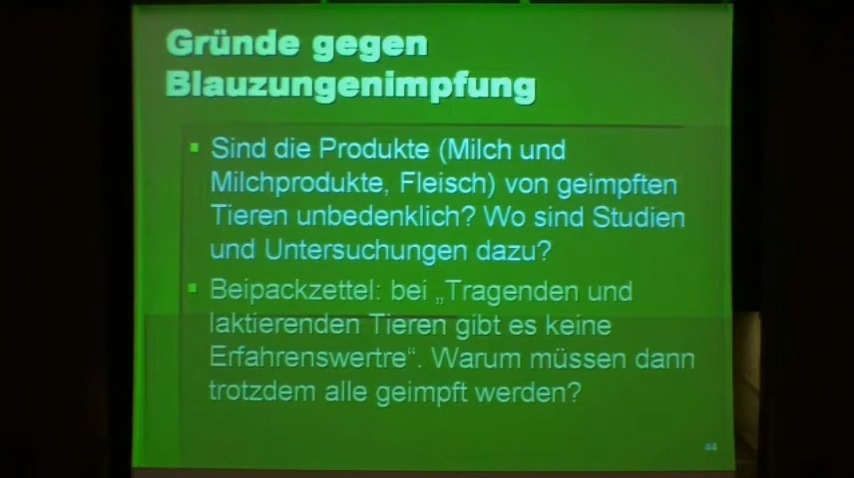 Gründe gegen
Blauzungenimpfung
Sind die Produkte (Milch und
Milchprodukte, Fleisch) von geimpften
Tieren unbedenklich? Wo sind Studien
und Untersuchungen dazu?
Beipackzettel: bei „Tragenden und
laktierenden Tieren gibt es keine
Erfahrenswertre“. Warum müssen dann
trotzdem alle geimpft werden?
44